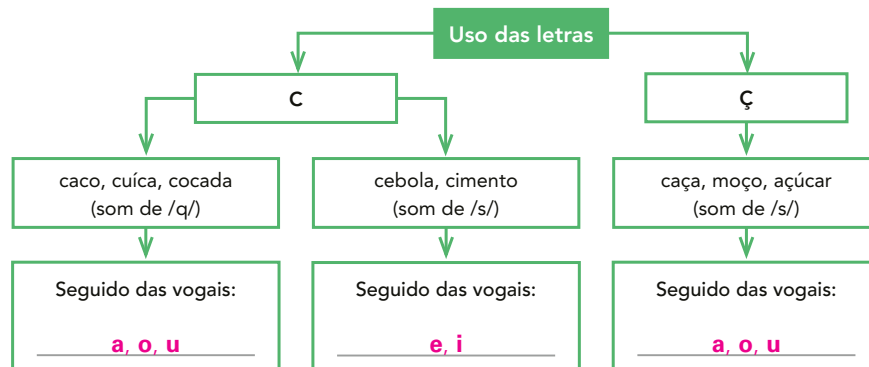 Uso das letras
C
Ç
caco, cuíca, cocada
(som de /q/)
cebola, cimento
(som de /s/)
caça, moço, açúcar
(som de /s/)
Seguido das vogais:
a, o, u
Seguido das vogais:
e, i
Seguido das vogais:
a, o, u